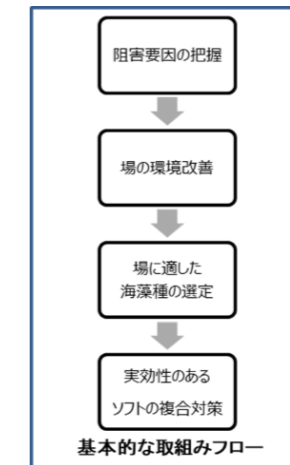 阻害要因の把握
場の環境改善
場に適した
海藻種の選定
実効性のある
ソフトの複合対策
基本的な取組みフロー